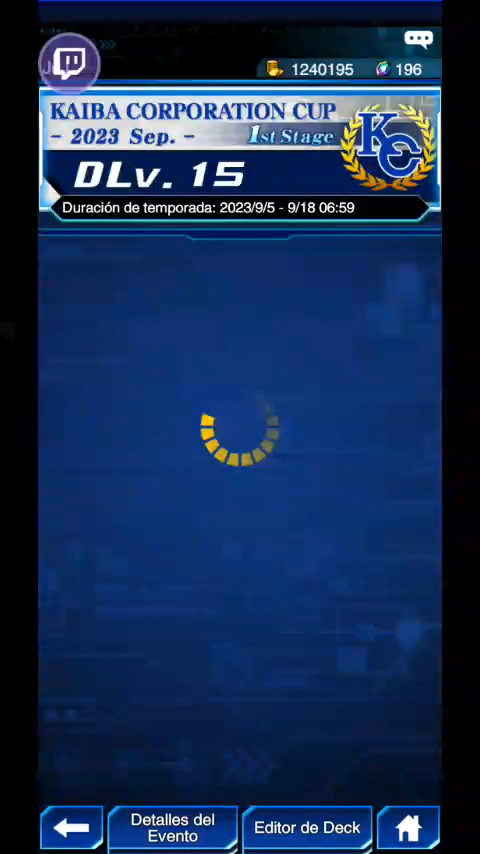 1240195
196
KAIBA CORPORATION CUP
- 2023 Sep. -
1st Stage
KC
DLv. 15
Duración de temporada: 2023/9/5 - 9/18 06:59
Detalles del
Evento
Editor de Deck